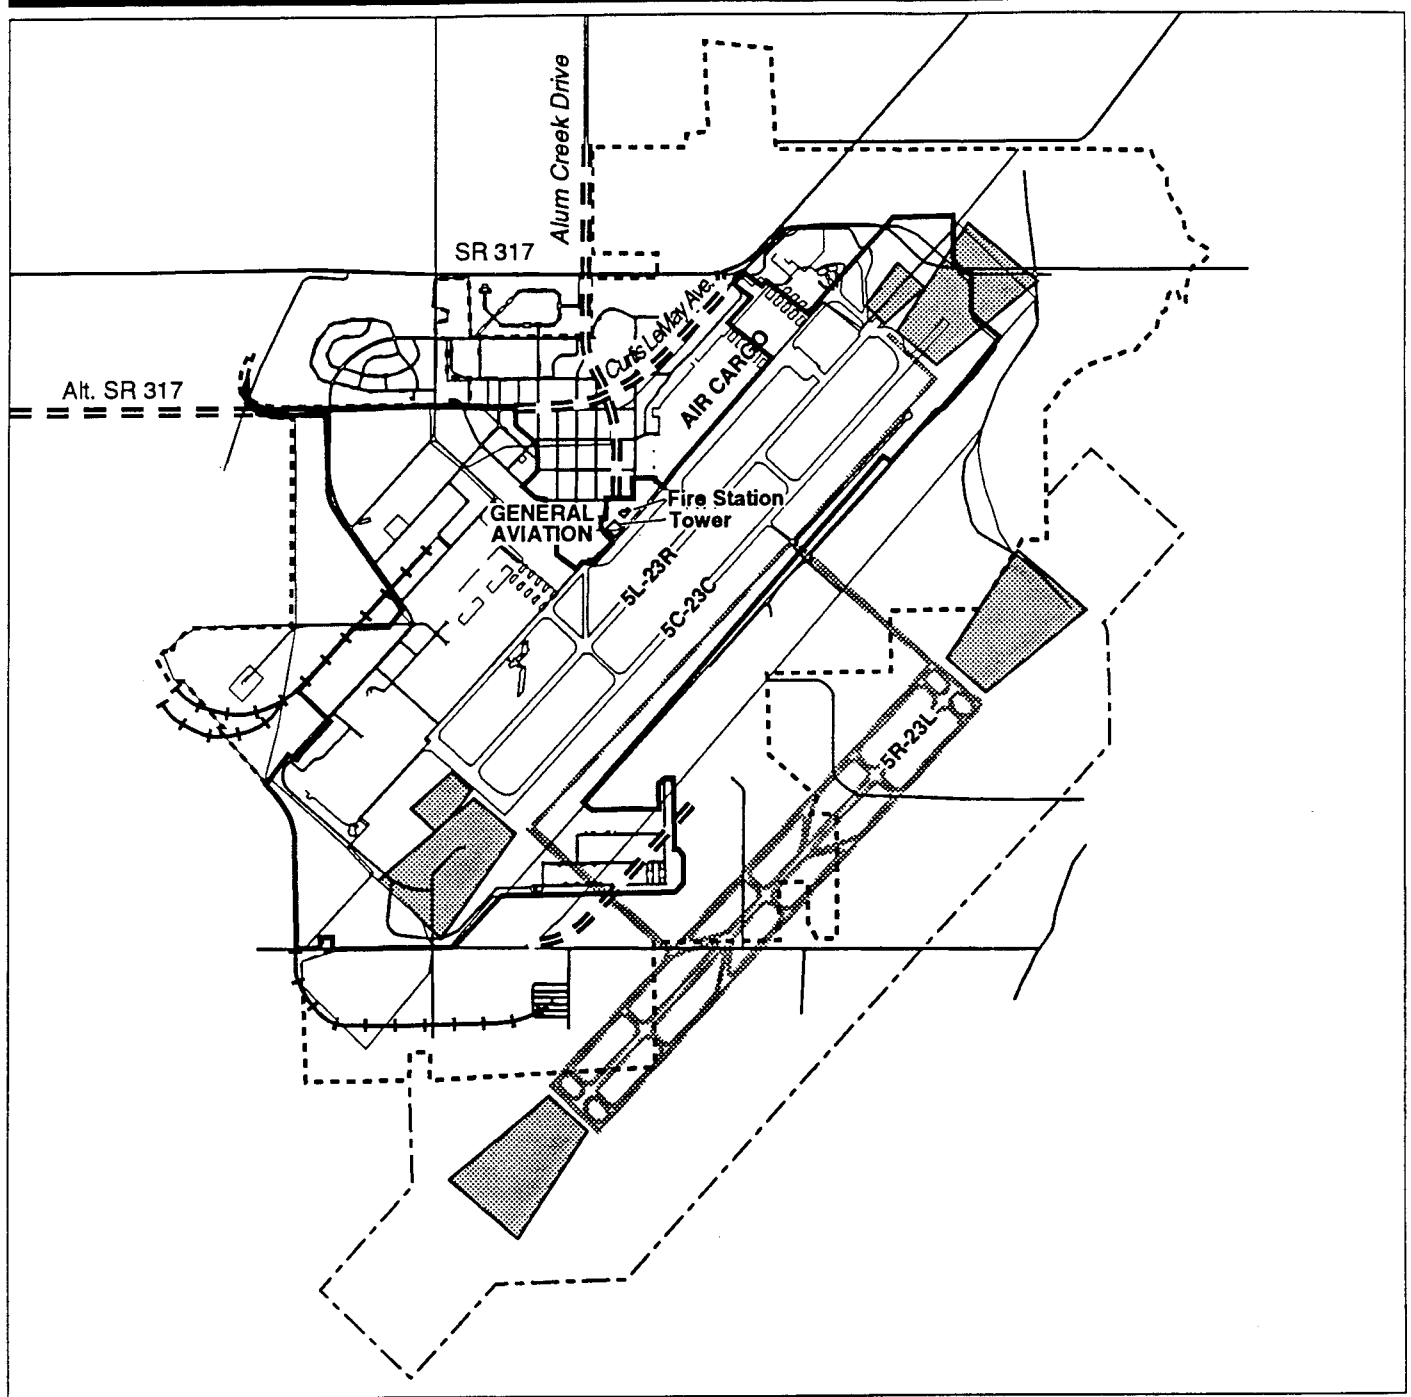 Alum Creek Drive
SR 317
Curtis LeMay Ave.
Alt. SR 317
AIR CARGO
GENERAL
AVIATION
Fire Station
Tower
5L-23R
5C-23C
5R-23L